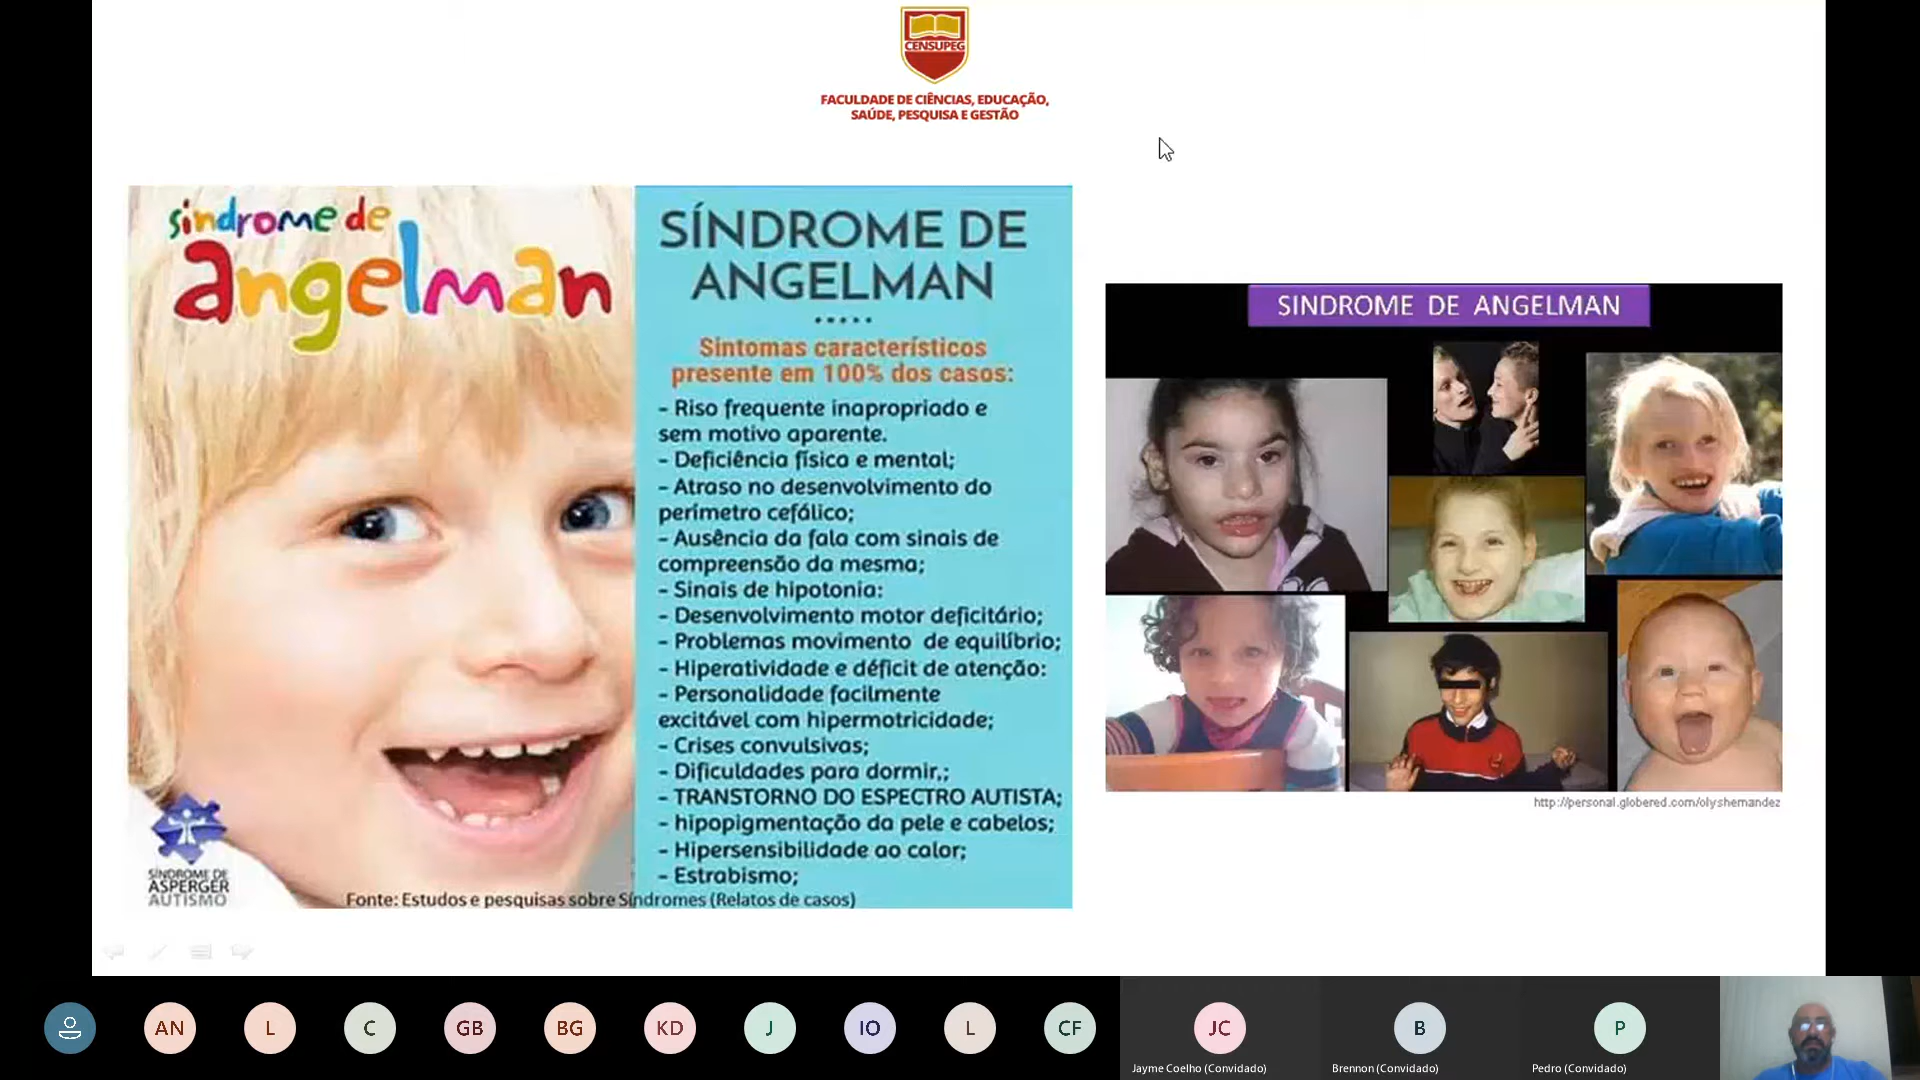 CENSUPEG
FACULDADE DE CIÊNCIAS, EDUCAÇÃO,
SAÚDE, PESQUISA E GESTÃO
síndrome de
angelman
SÍNDROME DE
ASPERGER
AUTISMO
SÍNDROME DE
ANGELMAN
Sintomas característicos
presente em 100% dos casos:
- Riso frequente inapropriado e
sem motivo aparente.
- Deficiência física e mental;
- Atraso no desenvolvimento do
perímetro cefálico;
- Ausência da fala com sinais de
compreensão da mesma;
- Sinais de hipotonia:
- Desenvolvimento motor deficitário;
- Problemas movimento de equilíbrio;
- Hiperatividade e déficit de atenção:
- Personalidade facilmente
excitável com hipermotricidade;
- Crises convulsivas;
- Dificuldades para dormir,;
- TRANSTORNO DO ESPECTRO AUTISTA;
- hipopigmentação da pele e cabelos;
- Hipersensibilidade ao calor;
- Estrabismo;
Fonte: Estudos e pesquisas sobre Síndromes (Relatos de casos)
SINDROME DE ANGELMAN
http://personal.globered.com/olyshernandez
AN
L
C
GB
BG
KD
J
IO
L
CF
JC
B
P
Jayme Coelho (Convidado)
Brennon (Convidado)
Pedro (Convidado)